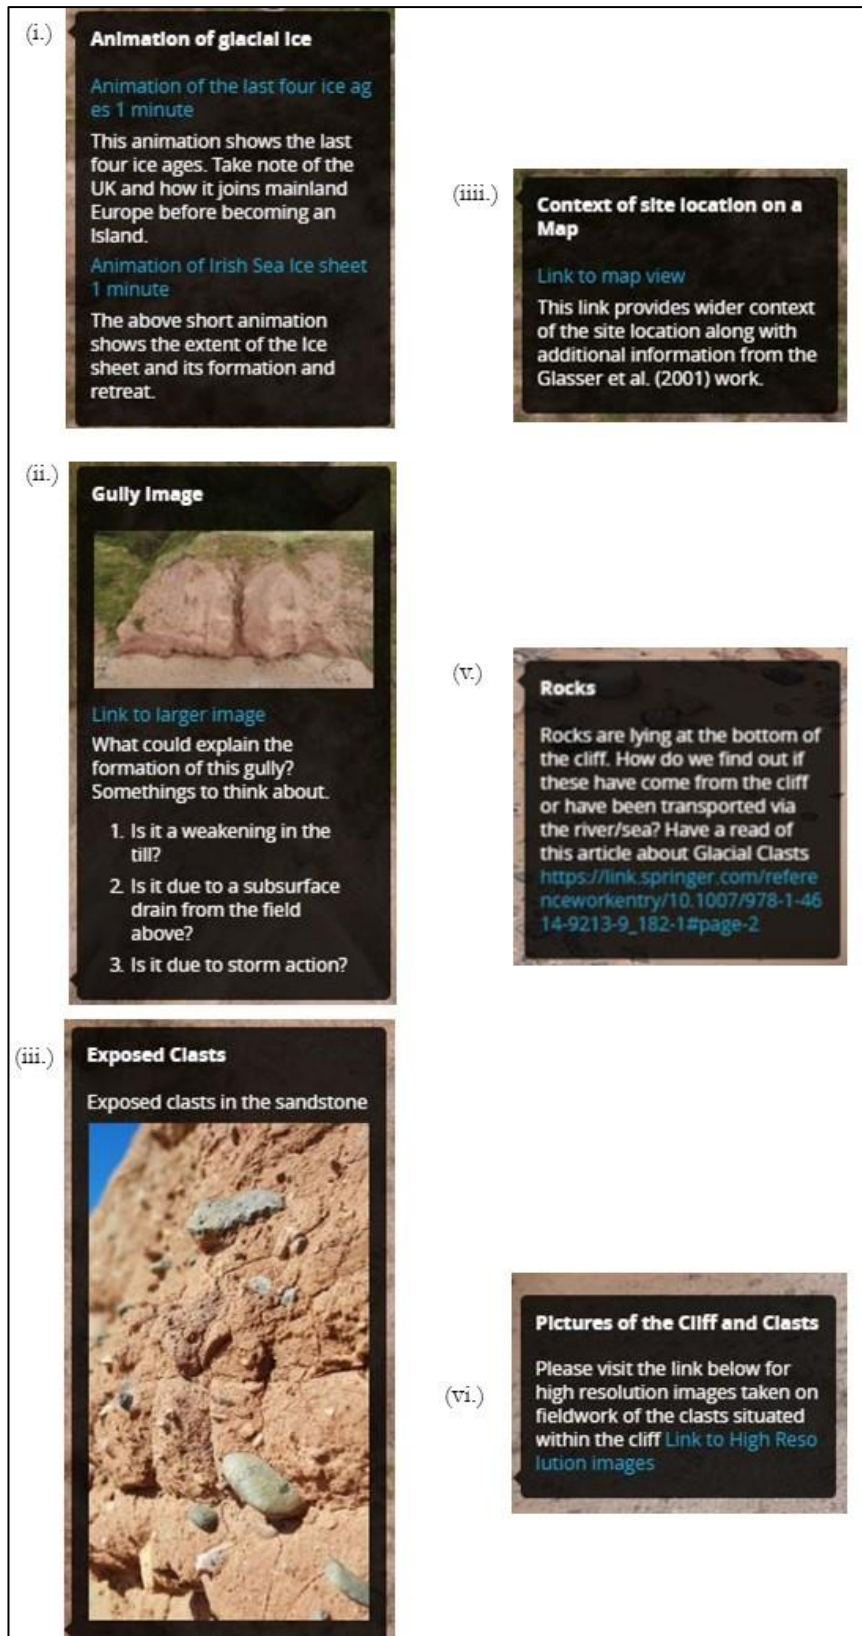 (i.)
Animation of glacial ice
Animation of the last four ice ag
es 1 minute
This animation shows the last
four ice ages. Take note of the
UK and how it joins mainland
Europe before becoming an
Island.
Animation of Irish Sea Ice sheet
1 minute
The above short animation
shows the extent of the Ice
sheet and its formation and
retreat.
(ii.)
Gully Image
Link to larger image
What could explain the
formation of this gully?
Somethings to think about.
1. Is it a weakening in the
till?
2. Is it due to a subsurface
drain from the field
above?
3. Is it due to storm action?
(iii.)
Exposed Clasts
Exposed clasts in the sandstone
(iiii.)
Context of site location on a
Map
Link to map view
This link provides wider context
of the site location along with
additional information from the
Glasser et al. (2001) work.
(v.)
Rocks
Rocks are lying at the bottom of
the cliff. How do we find out if
these have come from the cliff
or have been transported via
the river/sea? Have a read of
this article about Glacial Clasts
https://link.springer.com/refere
nceworkentry/10.1007/978-1-46
14-9213-9_182-1#page-2
(vi.)
Pictures of the Cliff and Clasts
Please visit the link below for
high resolution images taken on
fieldwork of the clasts situated
within the cliff Link to High Reso
lution images